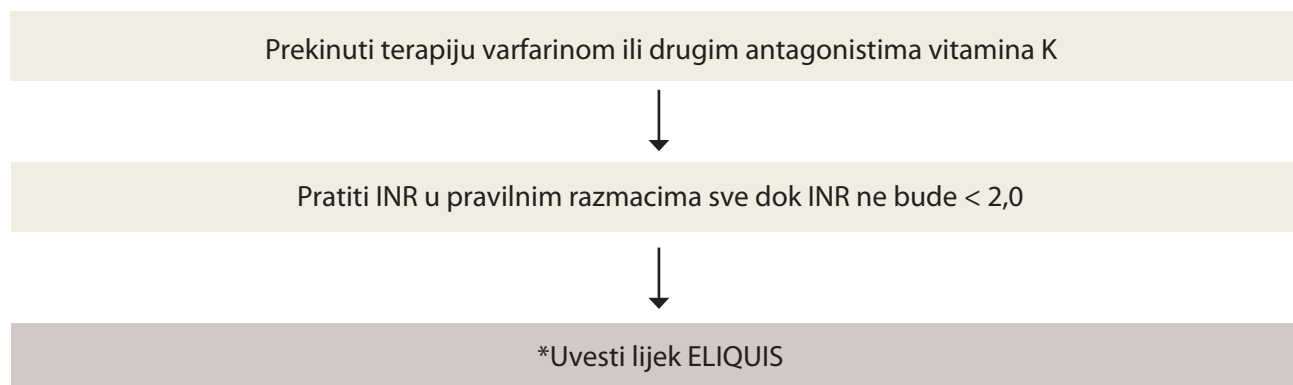 Prekinuti terapiju varfarinom ili drugim antagonistima vitamina K
Pratiti INR u pravilnim razmacima sve dok INR ne bude < 2,0
*Uvesti lijek ELIQUIS